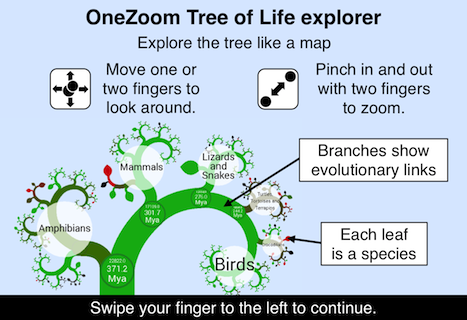 OneZoom Tree of Life explorer
Explore the tree like a map
Move one or
two fingers to
look around.
Pinch in and out
with two fingers
to zoom.
Branches show
evolutionary links
Lizards
and
Snakes
Mammals
301.7
Mya
Mya
Amphibians
371.2
Mya
Birds
Each leaf
is a species
Swipe your finger to the left to continue.